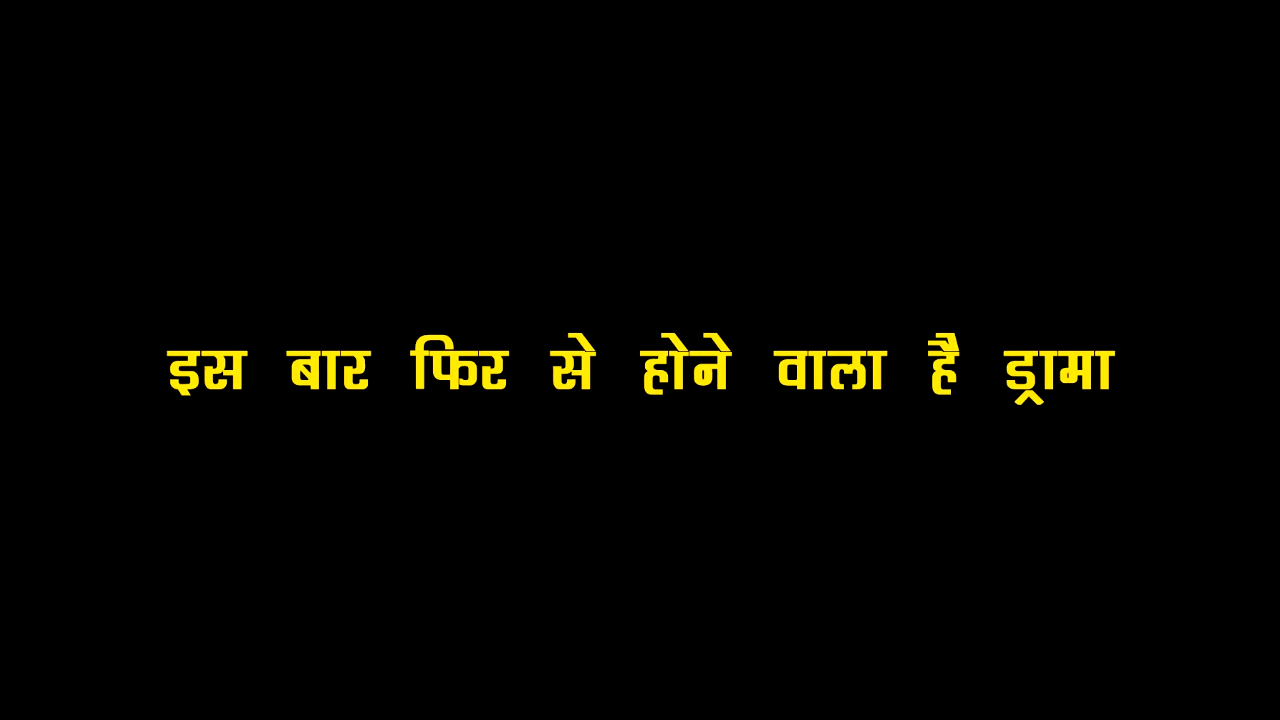 इस बार फिर से होने वाला है ड्रामा